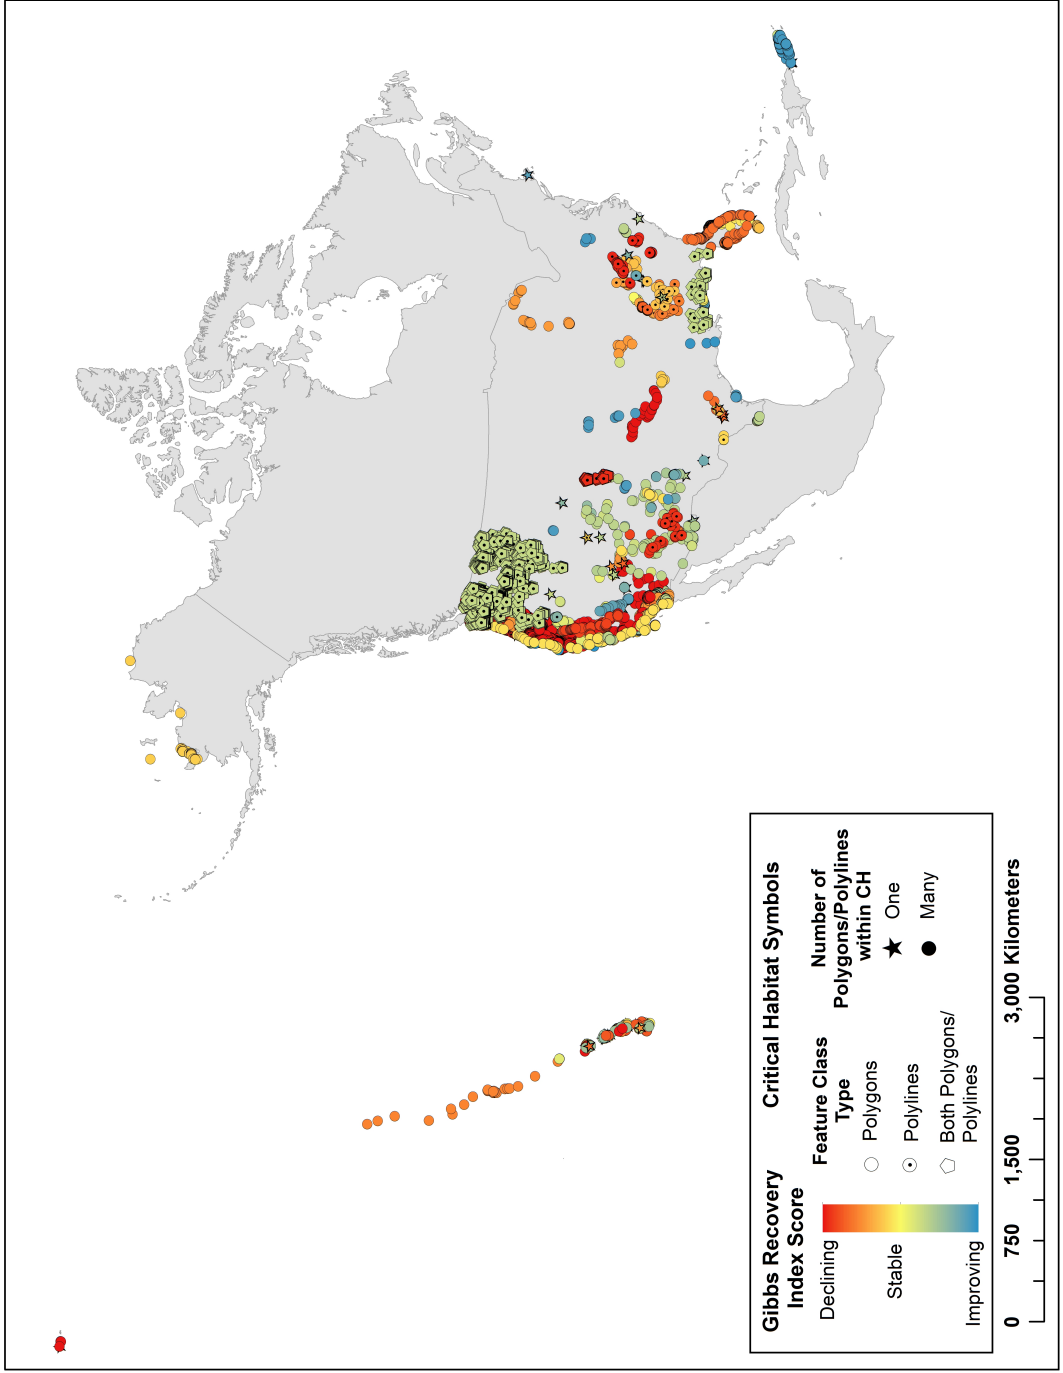 Critical Habitat Symbols
Gibbs Recovery
Index Score
Declining
Stable
Improving
Feature Class
Type
Polygons
Polylines
Both Polygons/
Polylines
Number of
Polygons/Polylines
within CH
One
Many
0
750
1,500
3,000 Kilometers